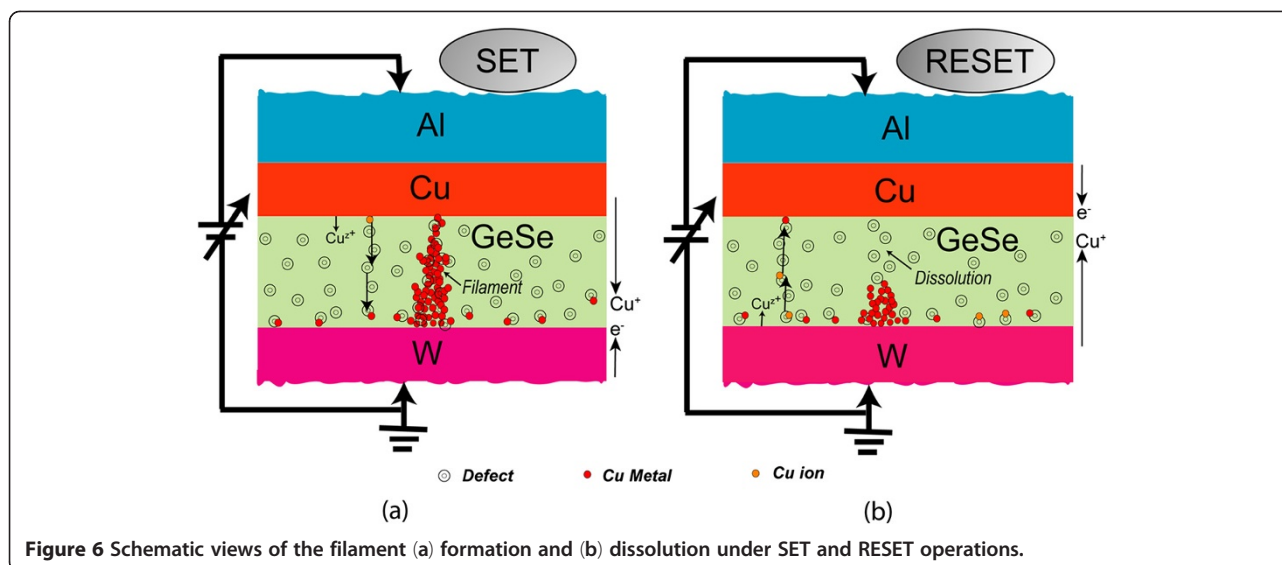 SET
Al
Cu
Cu²⁺
GeSe
Filament
Cu⁺
e⁻
W
RESET
Al
Cu
e⁻
GeSe
Cu⁺
Dissolution
Cu²⁺
W
Defect
Cu Metal
Cu ion
(a)
(b)
Figure 6 Schematic views of the filament (a) formation and (b) dissolution under SET and RESET operations.